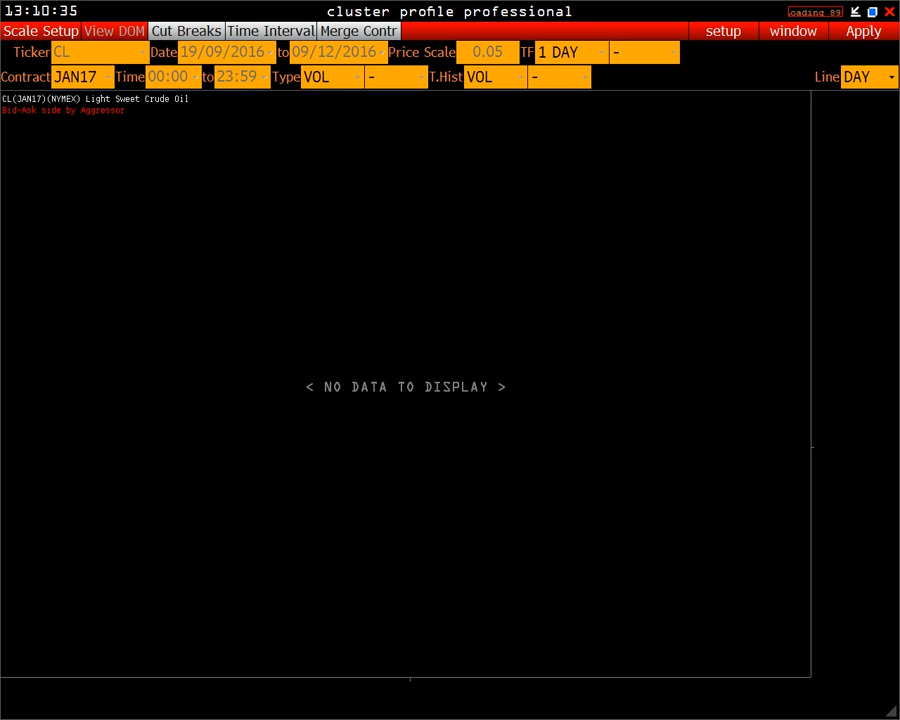 13:10:35 cluster profile professional oading 89
Scale Setup View DOM Cut Breaks Time Interval Merge Contr setup window Apply
Ticker CL Date 19/09/2016 to 09/12/2016 Price Scale 0.05 TF 1 DAY -
Contract JAN17 Time 00:00 to 23:59 Type VOL - T.Hist VOL - Line DAY
CL(JAN17)(NYMEX) Light Sweet Crude Oil
Bid-Ask side by Aggressor
< NO DATA TO DISPLAY >